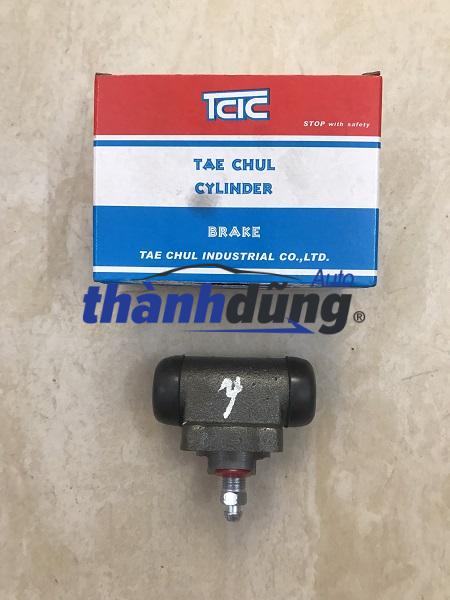 TCIC
STOP with safety
TAE CHUL
CYLINDER
BRAKE
TAE CHUL INDUSTRIAL CO.,LTD.
Auto
thànhdũng®